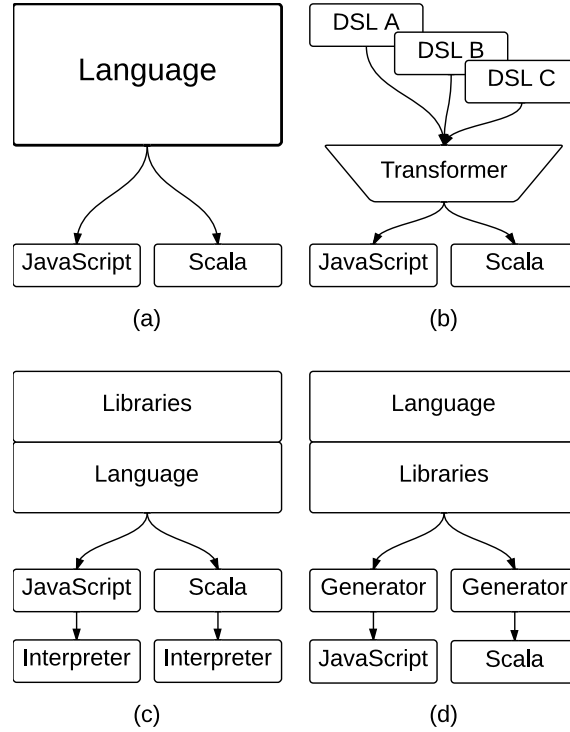 Language
JavaScript
Scala
(a)
DSL A
DSL B
DSL C
Transformer
JavaScript
Scala
(b)
Libraries
Language
JavaScript
Scala
Interpreter
Interpreter
(c)
Language
Libraries
Generator
Generator
JavaScript
Scala
(d)